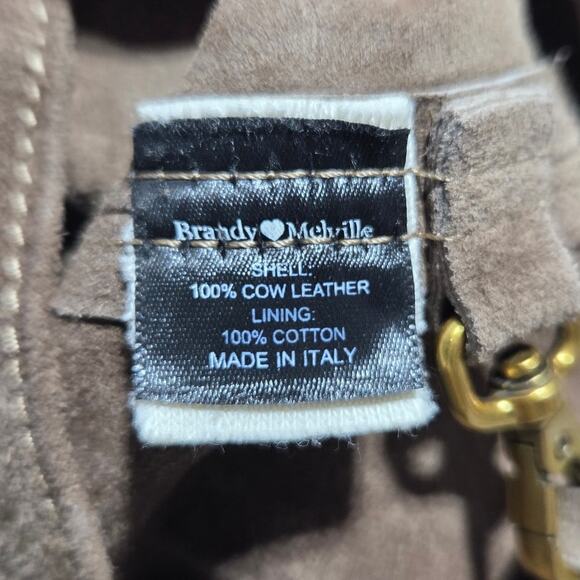 Brandy♥Melville
SHELL:
100% COW LEATHER
LINING:
100% COTTON
MADE IN ITALY